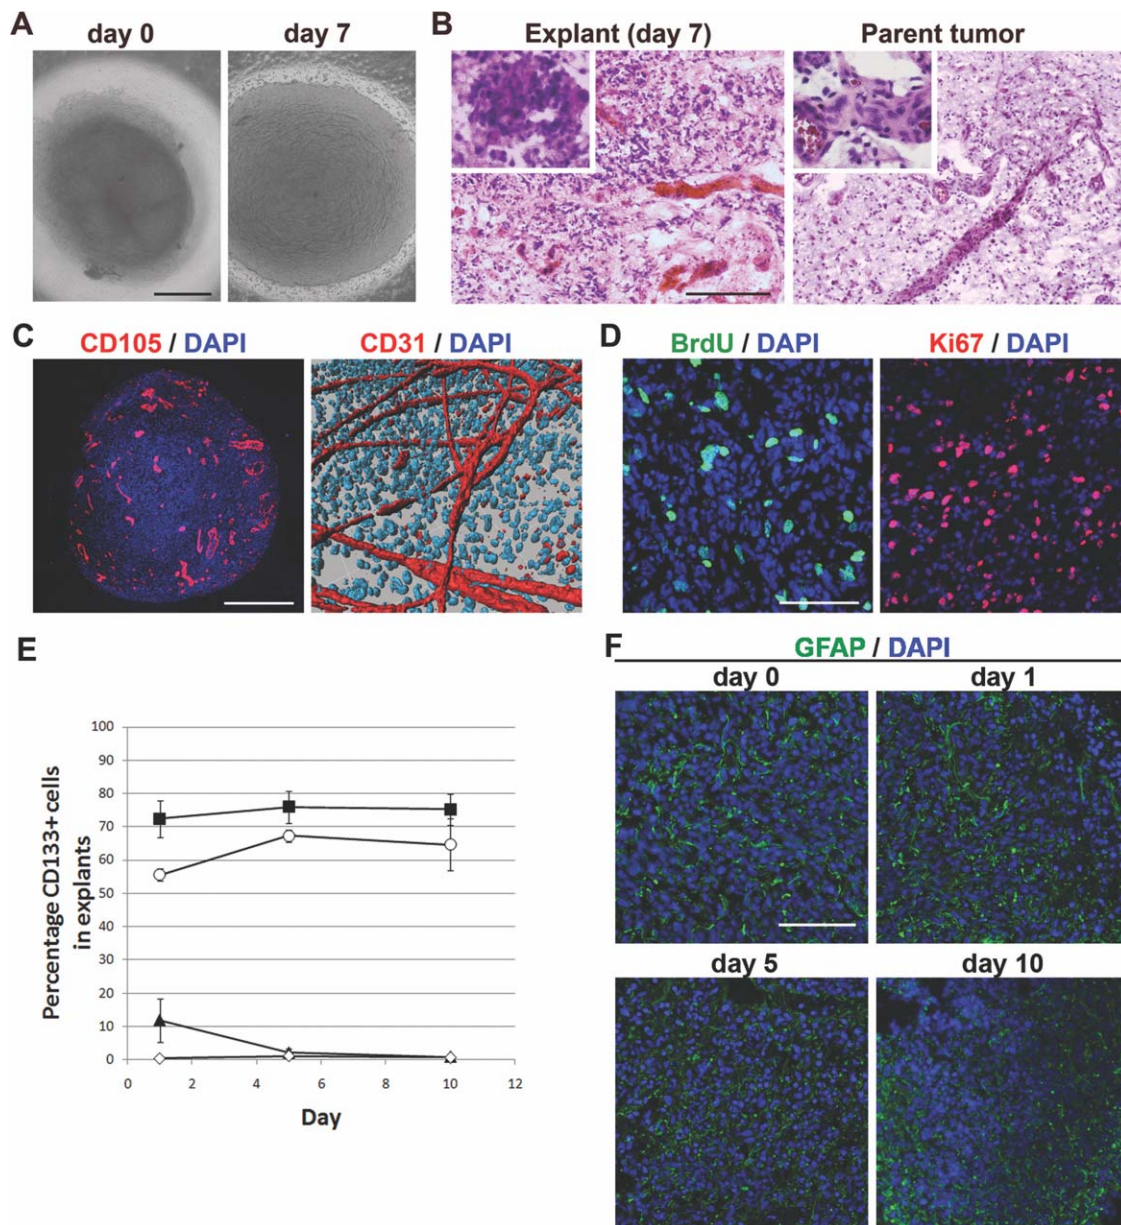 A
day 0
day 7
B
Explant (day 7)
Parent tumor
C
CD105 / DAPI
CD31 / DAPI
D
BrdU / DAPI
Ki67 / DAPI
E
Percentage CD133+ cells
in explants
100
90
80
70
60
50
40
30
20
10
0
0 2 4 6 8 10 12
Day
F
GFAP / DAPI
day 0
day 1
day 5
day 10